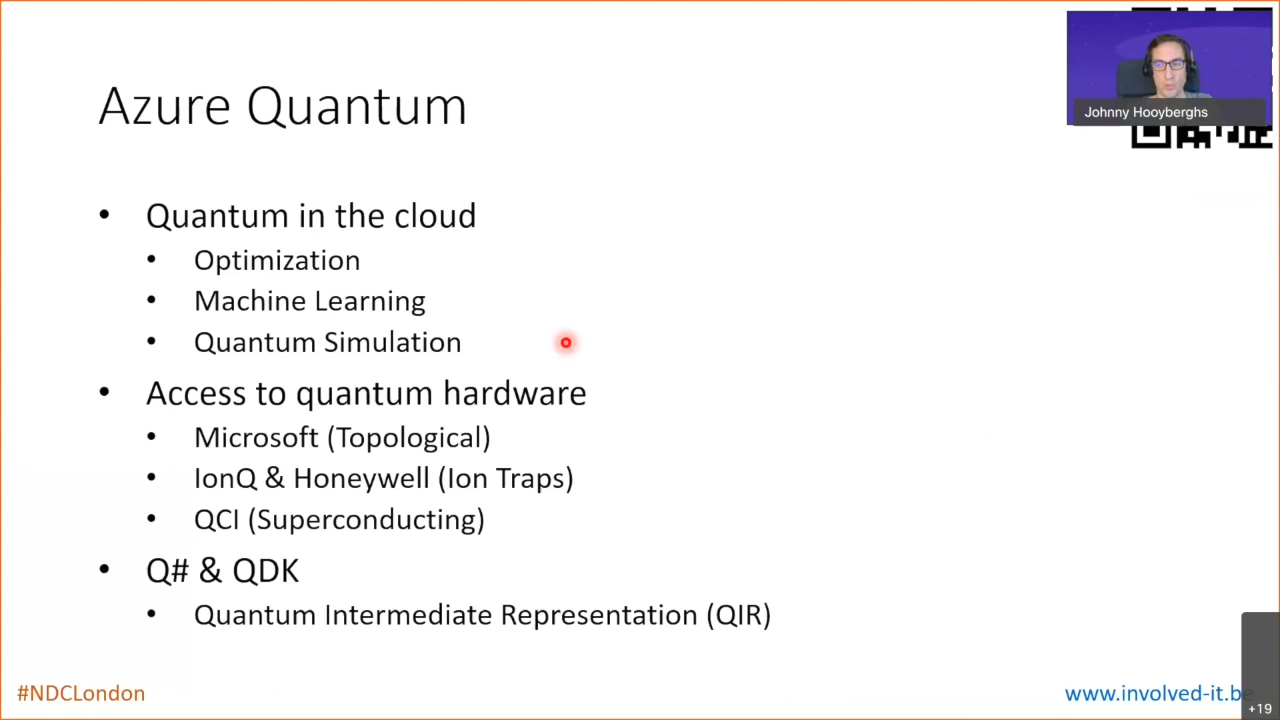 Azure Quantum
Johnny Hooyberghs
• Quantum in the cloud
• Optimization
• Machine Learning
• Quantum Simulation
• Access to quantum hardware
• Microsoft (Topological)
• IonQ & Honeywell (Ion Traps)
• QCI (Superconducting)
• Q# & QDK
• Quantum Intermediate Representation (QIR)
#NDCLondon
www.involved-it.be
+19